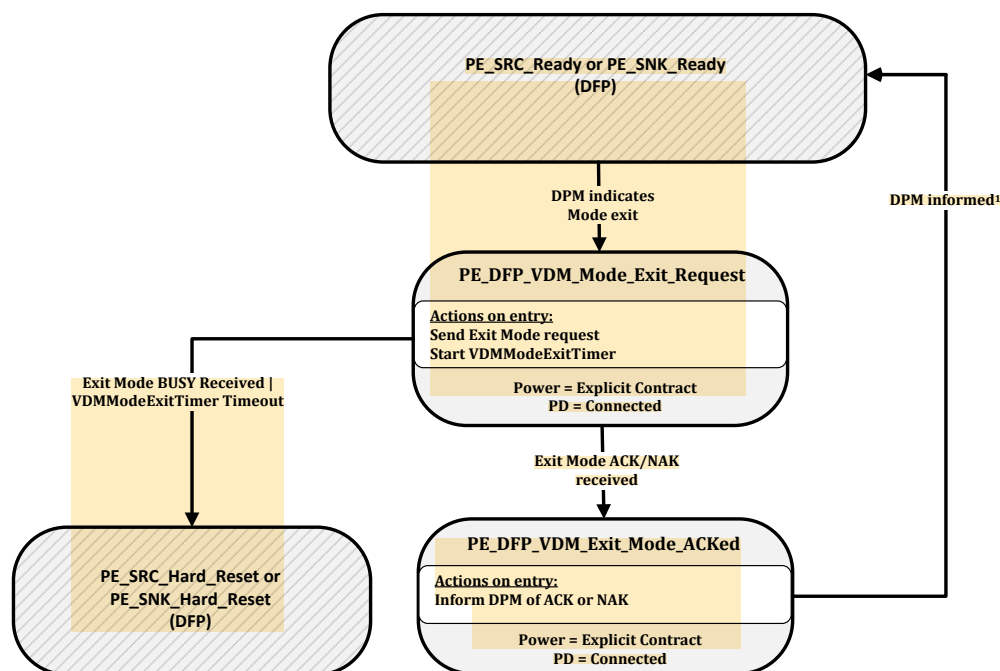 PE_SRC_Ready or PE_SNK_Ready
(DFP)
DPM indicates
Mode exit
DPM informed¹
PE_DFP_VDM_Mode_Exit_Request
Actions on entry:
Send Exit Mode request
Start VDMModeExitTimer
Power = Explicit Contract
PD = Connected
Exit Mode BUSY Received |
VDMModeExitTimer Timeout
Exit Mode ACK/NAK
received
PE_SRC_Hard_Reset or
PE_SNK_Hard_Reset
(DFP)
PE_DFP_VDM_Exit_Mode_ACKed
Actions on entry:
Inform DPM of ACK or NAK
Power = Explicit Contract
PD = Connected